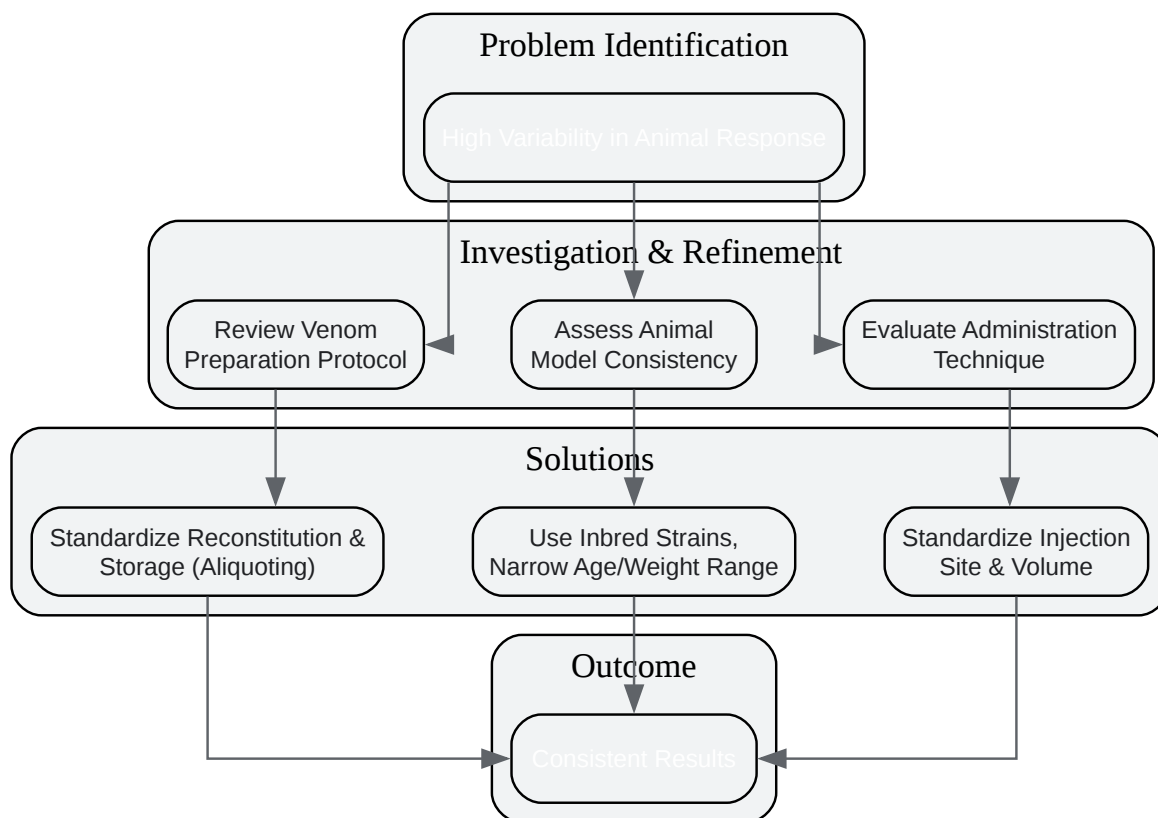 Problem Identification
High Variability in Animal Response
Investigation & Refinement
Review Venom
Preparation Protocol
Assess Animal
Model Consistency
Evaluate Administration
Technique
Solutions
Standardize Reconstitution &
Storage (Aliquoting)
Use Inbred Strains,
Narrow Age/Weight Range
Standardize Injection
Site & Volume
Outcome
Consistent Results